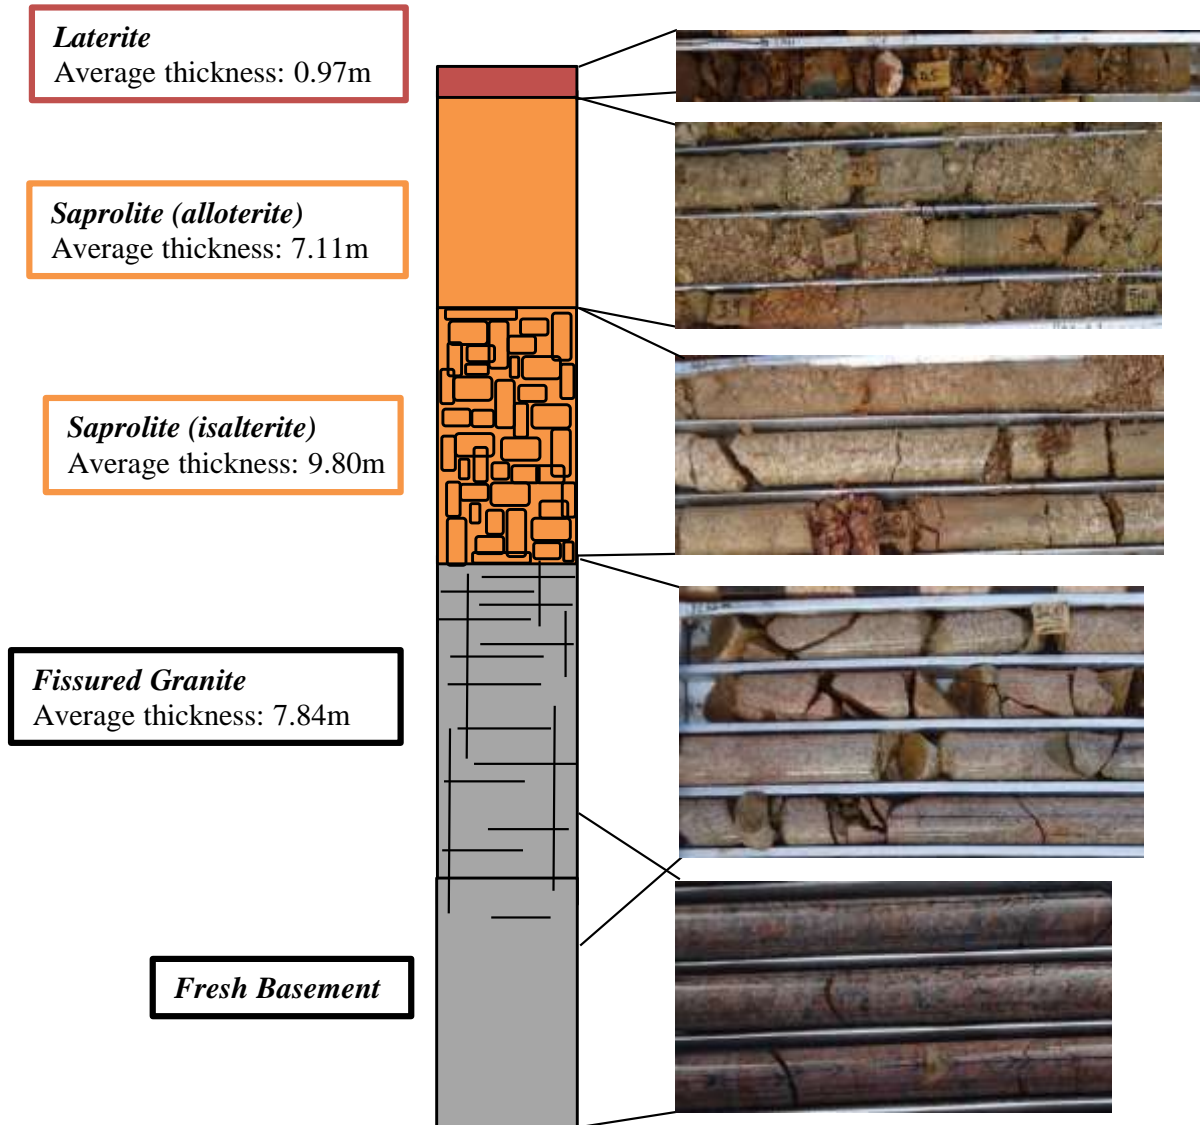 Laterite
Average thickness: 0.97m
Saprolite (alloterite)
Average thickness: 7.11m
Saprolite (isalterite)
Average thickness: 9.80m
Fissured Granite
Average thickness: 7.84m
Fresh Basement